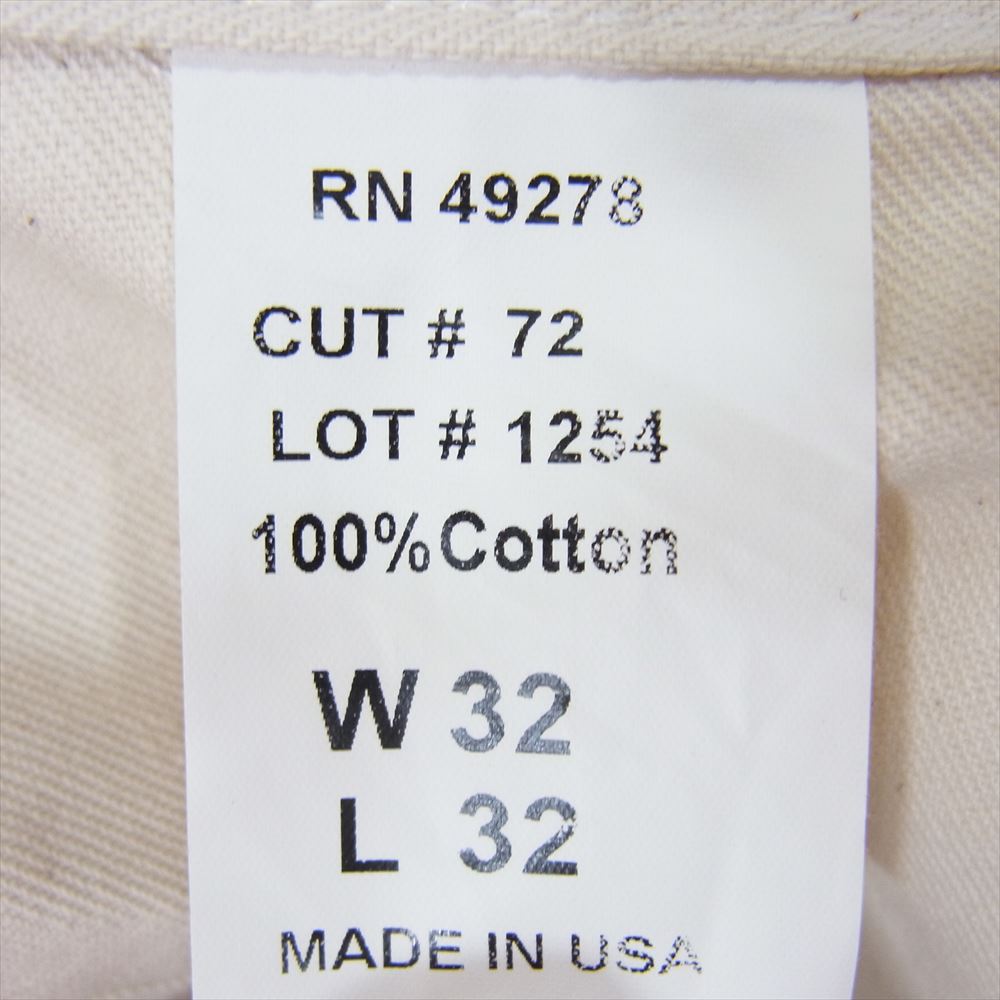 RN 49278
CUT # 72
LOT # 1254
100%Cotton
W 32
L 32
MADE IN USA